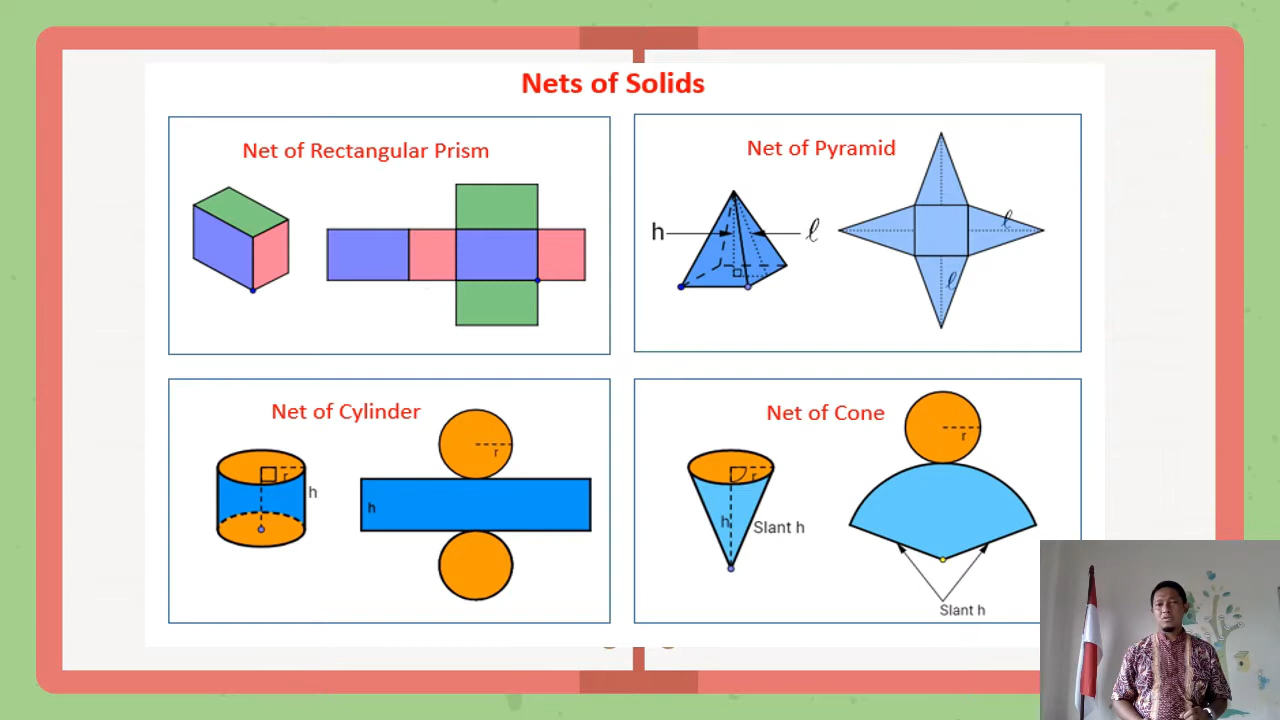 Nets of Solids
Net of Rectangular Prism
Net of Pyramid
h
ℓ
ℓ
ℓ
Net of Cylinder
r
h
r
h
Net of Cone
r
h
Slant h
r
Slant h